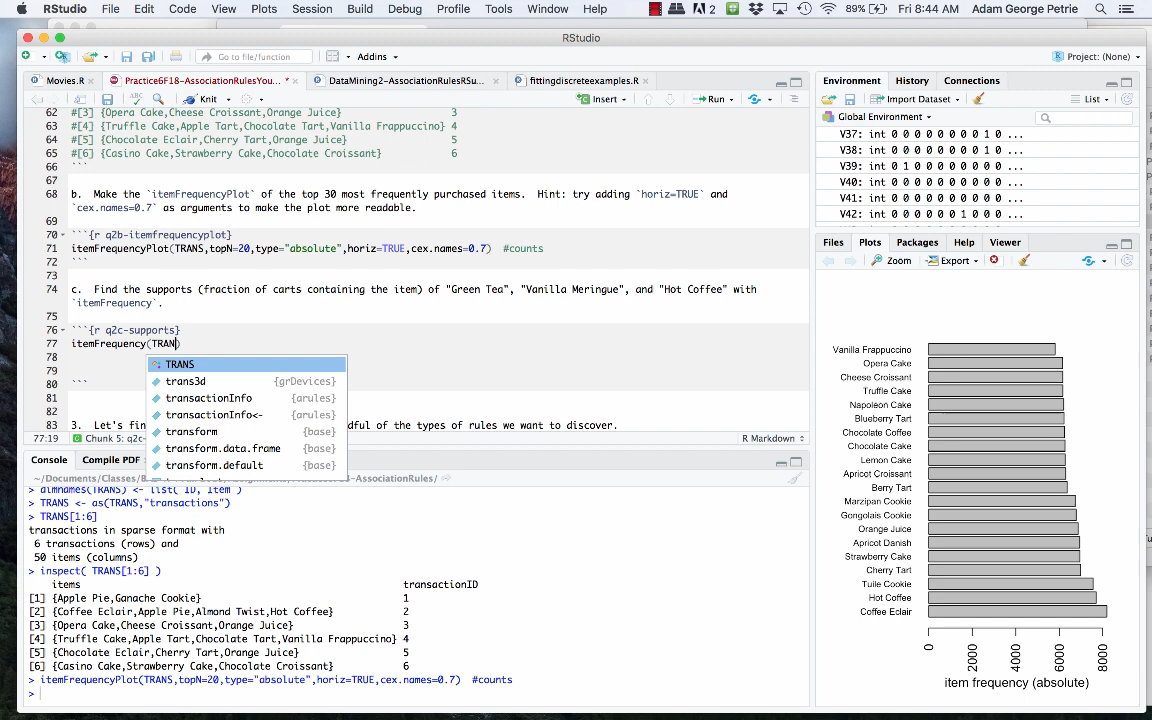 RStudio File Edit Code View Plots Session Build Debug Profile Tools Window Help 2 89% Fri 8:44 AM Adam George Petrie
RStudio
Go to file/function Addins Project: (None)
Movies.R Practice6F18-AssociationRulesYou... * DataMining2-AssociationRulesRSu... fittingdiscreteexamples.R
Knit Insert Run
62 #[3] {Opera Cake,Cheese Croissant,Orange Juice} 3
63 #[4] {Truffle Cake,Apple Tart,Chocolate Tart,Vanilla Frappuccino} 4
64 #[5] {Chocolate Eclair,Cherry Tart,Orange Juice} 5
65 #[6] {Casino Cake,Strawberry Cake,Chocolate Croissant} 6
66 ```
67
68 b. Make the `itemFrequencyPlot` of the top 30 most frequently purchased items. Hint: try adding `horiz=TRUE` and
`cex.names=0.7` as arguments to make the plot more readable.
69
70 ```{r q2b-itemfrequencyplot}
71 itemFrequencyPlot(TRANS,topN=20,type="absolute",horiz=TRUE,cex.names=0.7) #counts
72 ```
73
74 c. Find the supports (fraction of carts containing the item) of "Green Tea", "Vanilla Meringue", and "Hot Coffee" with
`itemFrequency`.
75
76 ```{r q2c-supports}
77 itemFrequency(TRAN)
78
79
80 ```
81
82
83 3. Let's fin dful of the types of rules we want to discover.
TRANS
trans3d {grDevices}
transactionInfo {arules}
transactionInfo<- {arules}
transform {base}
transform.data.frame {base}
transform.default {base}
77:19 Chunk 5: q2c- R Markdown
Console Compile PDF
~/Documents/Classes/B -AssociationRules/
> dimnames(TRANS) <- list( ID, Item )
> TRANS <- as(TRANS,"transactions")
> TRANS[1:6]
transactions in sparse format with
6 transactions (rows) and
50 items (columns)
> inspect( TRANS[1:6] )
items transactionID
[1] {Apple Pie,Ganache Cookie} 1
[2] {Coffee Eclair,Apple Pie,Almond Twist,Hot Coffee} 2
[3] {Opera Cake,Cheese Croissant,Orange Juice} 3
[4] {Truffle Cake,Apple Tart,Chocolate Tart,Vanilla Frappuccino} 4
[5] {Chocolate Eclair,Cherry Tart,Orange Juice} 5
[6] {Casino Cake,Strawberry Cake,Chocolate Croissant} 6
> itemFrequencyPlot(TRANS,topN=20,type="absolute",horiz=TRUE,cex.names=0.7) #counts
>
Environment History Connections
Import Dataset List
Global Environment
V37: int 0 0 0 0 0 0 0 0 1 0 ...
V38: int 0 0 0 0 0 0 0 0 1 0 ...
V39: int 0 1 0 0 0 0 0 0 0 0 ...
V40: int 0 0 0 0 0 0 0 0 0 0 ...
V41: int 0 0 0 0 0 0 0 0 0 0 ...
V42: int 0 0 0 0 0 0 1 0 0 0 ...
Files Plots Packages Help Viewer
Zoom Export
Vanilla Frappuccino
Opera Cake
Cheese Croissant
Truffle Cake
Napoleon Cake
Blueberry Tart
Chocolate Coffee
Chocolate Cake
Lemon Cake
Apricot Croissant
Berry Tart
Marzipan Cookie
Gongolais Cookie
Orange Juice
Apricot Danish
Strawberry Cake
Cherry Tart
Tuile Cookie
Hot Coffee
Coffee Eclair
0 2000 4000 6000 8000
item frequency (absolute)